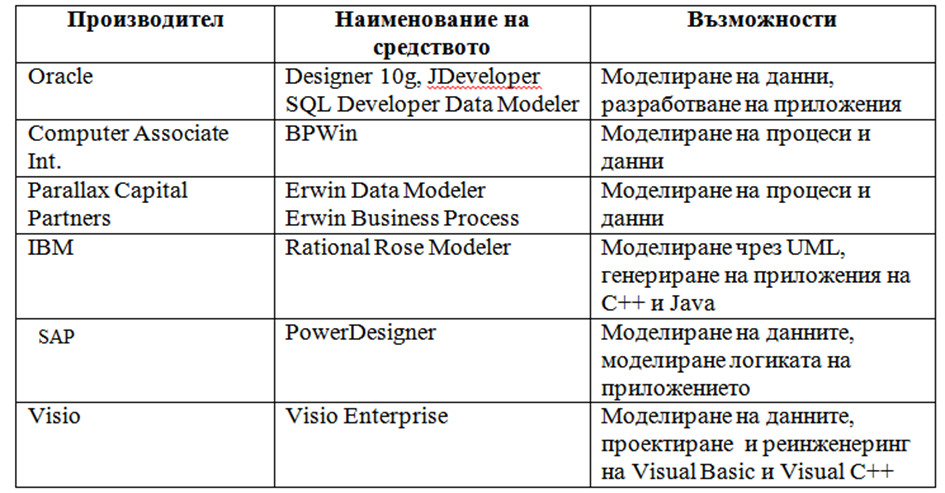 Производител
Наименование на
средството
Възможности
Oracle
Designer 10g, JDeveloper
SQL Developer Data Modeler
Моделиране на данни,
разработване на приложения
Computer Associate
Int.
BPWin
Моделиране на процеси и
данни
Parallax Capital
Partners
Erwin Data Modeler
Erwin Business Process
Моделиране на процеси и
данни
IBM
Rational Rose Modeler
Моделиране чрез UML,
генериране на приложения на
C++ и Java
SAP
PowerDesigner
Моделиране на данните,
моделиране логиката на
приложението
Visio
Visio Enterprise
Моделиране на данните,
проектиране и реинженеринг
на Visual Basic и Visual C++